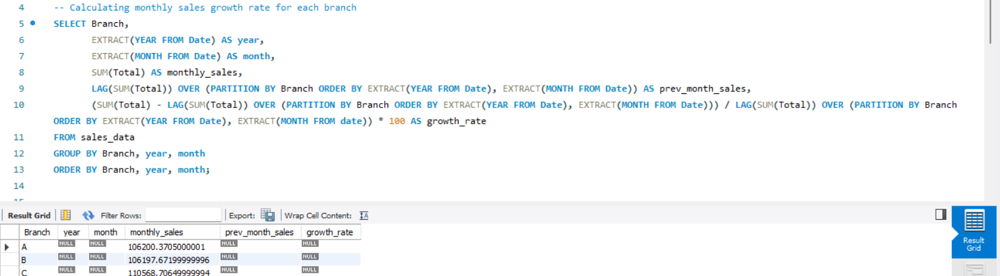 4 -- Calculating monthly sales growth rate for each branch
5 SELECT Branch,
6 EXTRACT(YEAR FROM Date) AS year,
7 EXTRACT(MONTH FROM Date) AS month,
8 SUM(Total) AS monthly_sales,
9 LAG(SUM(Total)) OVER (PARTITION BY Branch ORDER BY EXTRACT(YEAR FROM Date), EXTRACT(MONTH FROM Date)) AS prev_month_sales,
10 (SUM(Total) - LAG(SUM(Total)) OVER (PARTITION BY Branch ORDER BY EXTRACT(YEAR FROM Date), EXTRACT(MONTH FROM Date))) / LAG(SUM(Total)) OVER (PARTITION BY Branch
ORDER BY EXTRACT(YEAR FROM Date), EXTRACT(MONTH FROM date)) * 100 AS growth_rate
11 FROM sales_data
12 GROUP BY Branch, year, month
13 ORDER BY Branch, year, month;
14
Result Grid Filter Rows: Export: Wrap Cell Content:
Branch year month monthly_sales prev_month_sales growth_rate
A NULL NULL 106200.3705000001 NULL NULL
B NULL NULL 106197.67199999996 NULL NULL
C NULL NULL 110568.70649999994 NULL NULL
Result
Grid